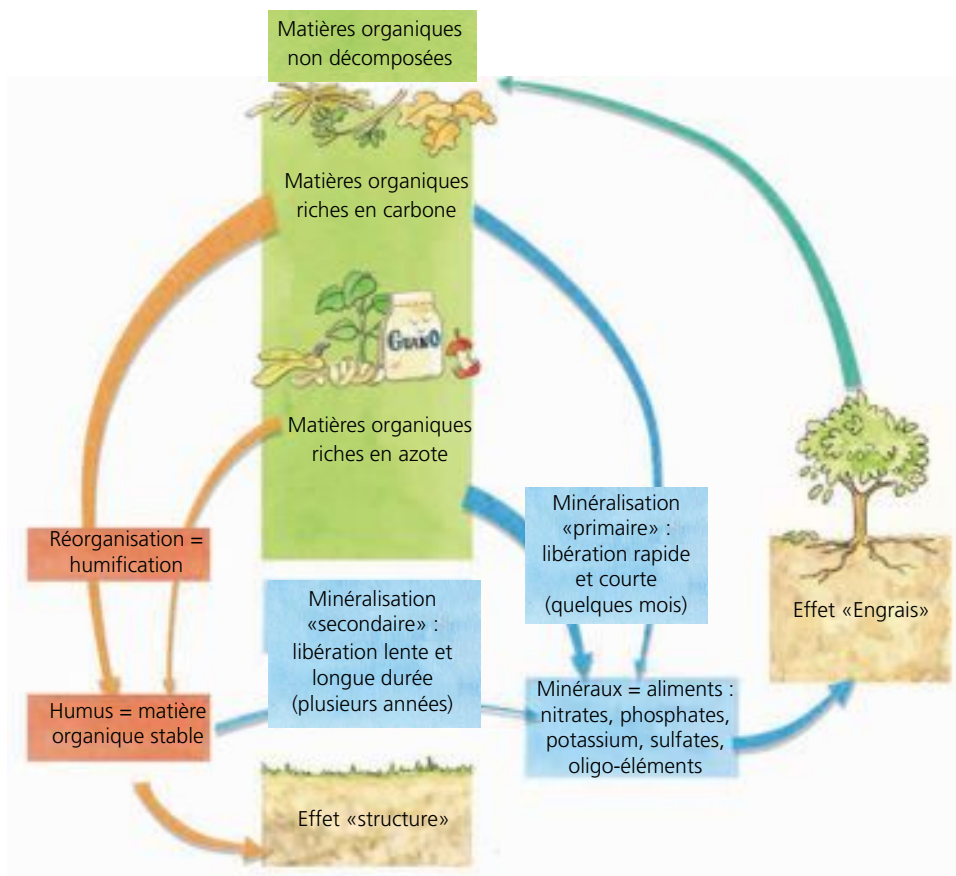 Matières organiques
non décomposées
Matières organiques
riches en carbone
GUANO
Matières organiques
riches en azote
Réorganisation =
humification
Minéralisation
«primaire» :
libération rapide
et courte
(quelques mois)
Minéralisation
«secondaire» :
libération lente et
longue durée
(plusieurs années)
Effet «Engrais»
Humus = matière
organique stable
Minéraux = aliments :
nitrates, phosphates,
potassium, sulfates,
oligo-éléments
Effet «structure»